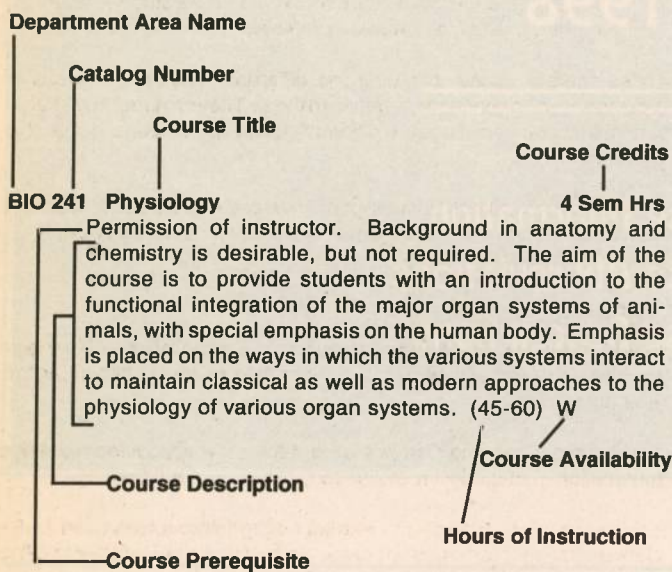 Department Area Name
Catalog Number
Course Title
Course Credits
BIO 241 Physiology 4 Sem Hrs
Permission of instructor. Background in anatomy and
chemistry is desirable, but not required. The aim of the
course is to provide students with an introduction to the
functional integration of the major organ systems of ani-
mals, with special emphasis on the human body. Emphasis
is placed on the ways in which the various systems interact
to maintain classical as well as modern approaches to the
physiology of various organ systems. (45-60) W
Course Availability
Course Description
Hours of Instruction
Course Prerequisite